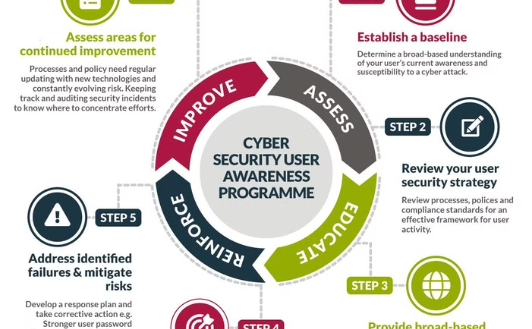 Assess areas for
continued improvement
Processes and policy need regular
updating with new technologies and
constantly evolving risk. Keeping
track and auditing security incidents
to know where to concentrate efforts.
Establish a baseline
Determine a broad-based understanding
of your user's current awareness and
susceptibility to a cyber attack.
IMPROVE
ASSESS
EDUCATE
REINFORCE
CYBER
SECURITY USER
AWARENESS
PROGRAMME
STEP 2
Review your user
security strategy
Review processes, polices and
compliance standards for an
effective framework for user
activity.
STEP 3
Provide broad-based
STEP 4
STEP 5
Address identified
failures & mitigate
risks
Develop a response plan and
take corrective action e.g.
Stronger user password